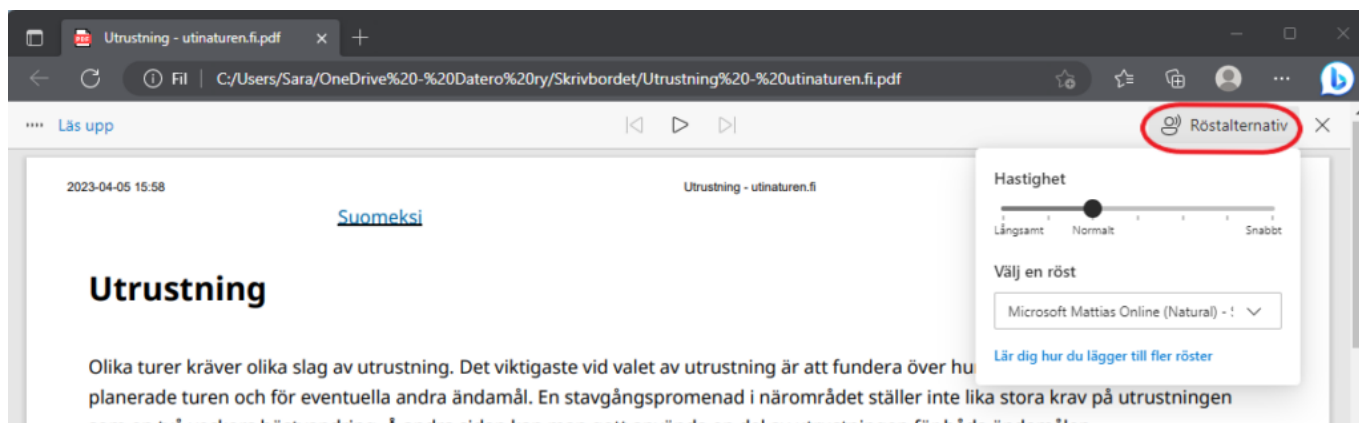 Utrustning - utinaturen.fi.pdf
Fil C:/Users/Sara/OneDrive%20-%20Datero%20ry/Skrivbordet/Utrustning%20-%20utinaturen.fi.pdf
Läs upp Röstalternativ
2023-04-05 15:58 Utrustning - utinaturen.fi
Suomeksi
Hastighet
Långsamt Normalt Snabbt
Välj en röst
Microsoft Mattias Online (Natural) -
Lär dig hur du lägger till fler röster
Utrustning
Olika turer kräver olika slag av utrustning. Det viktigaste vid valet av utrustning är att fundera över
planerade turen och för eventuella andra ändamål. En stavgångspromenad i närområdet ställer inte lika stora krav på utrustningen